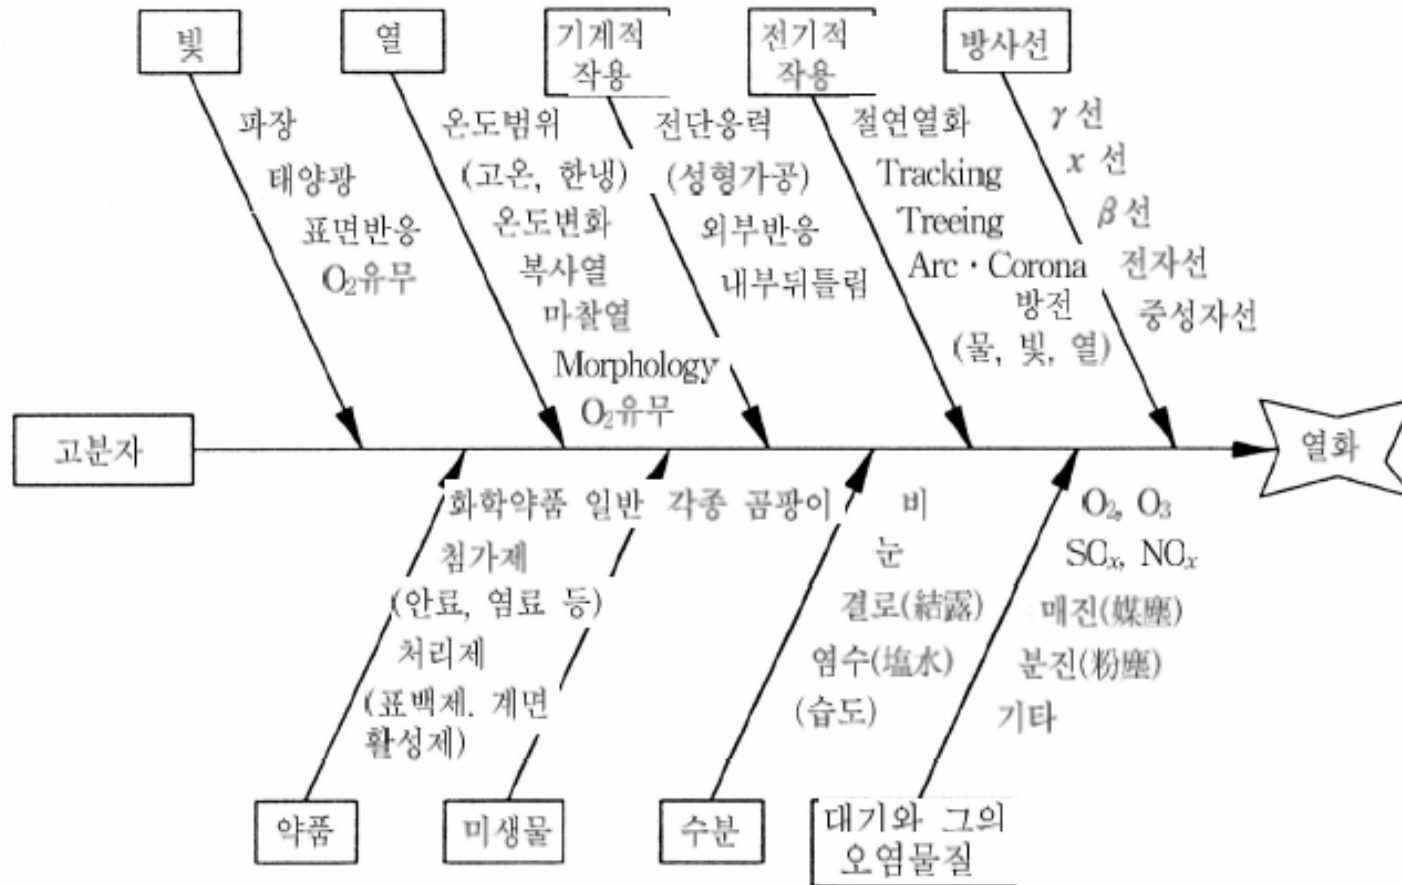 빛
열
기계적
작용
전기적
작용
방사선
파장
태양광
표면반응
O₂유무
온도범위
(고온, 한냉)
온도변화
복사열
마찰열
Morphology
O₂유무
전단응력
(성형가공)
외부반응
내부뒤틀림
절연열화
Tracking
Treeing
Arc · Corona
방전
(물, 빛, 열)
γ선
x 선
β선
전자선
중성자선
고분자
열화
화학약품 일반
첨가제
(안료, 염료 등)
처리제
(표백제. 계면
활성제)
각종 곰팡이
비
눈
결로(結露)
염수(塩水)
(습도)
O₂, O₃
SOₓ, NOₓ
매진(媒塵)
분진(粉塵)
기타
약품
미생물
수분
대기와 그의
오염물질